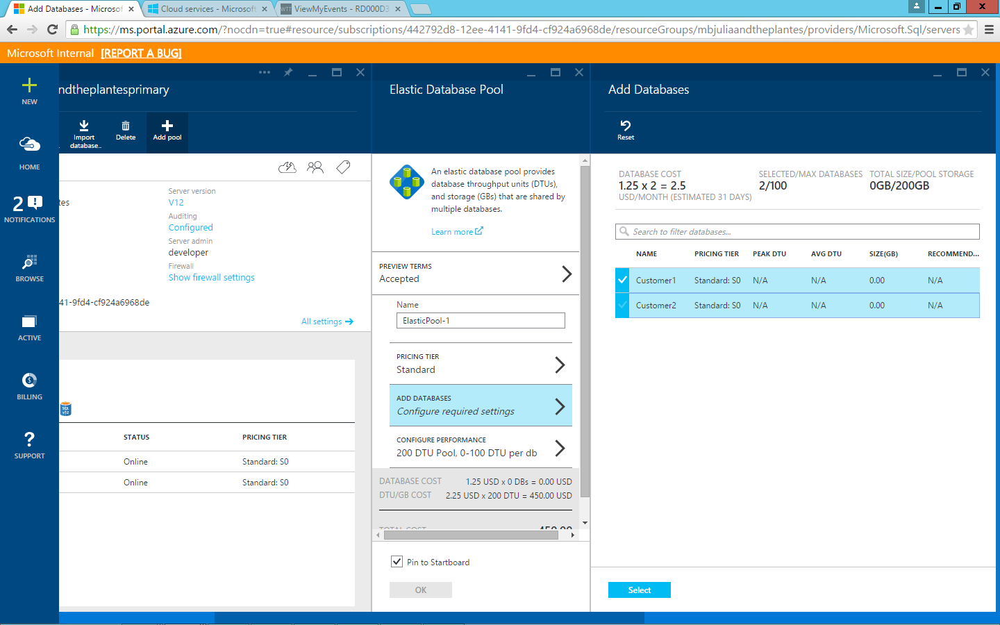 Add Databases - Microsof
Cloud services - Microsoft
ViewMyEvents - RD000D3
https://ms.portal.azure.com/?nocdn=true#resource/subscriptions/442792d8-12ee-4141-9fd4-cf924a6968de/resourceGroups/mbjuliaandtheplantes/providers/Microsoft.Sql/servers
Microsoft Internal [REPORT A BUG]
NEW
HOME
2
NOTIFICATIONS
BROWSE
ACTIVE
BILLING
SUPPORT
ndtheplantesprimary
Import
database..
Delete
Add pool
tes
Server version
V12
Auditing
Configured
Server admin
developer
Firewall
Show firewall settings
41-9fd4-cf924a6968de
All settings
SQL
V12
STATUS PRICING TIER
Online Standard: S0
Online Standard: S0
Elastic Database Pool
An elastic database pool provides
database throughput units (DTUs),
and storage (GBs) that are shared by
multiple databases.
Learn more
PREVIEW TERMS
Accepted
Name
ElasticPool-1
PRICING TIER
Standard
ADD DATABASES
Configure required settings
CONFIGURE PERFORMANCE
200 DTU Pool, 0-100 DTU per db
DATABASE COST 1.25 USD x 0 DBs = 0.00 USD
DTU/GB COST 2.25 USD x 200 DTU = 450.00 USD
TOTAL COST 450.00
Pin to Startboard
OK
Add Databases
Reset
DATABASE COST
1.25 x 2 = 2.5
USD/MONTH (ESTIMATED 31 DAYS)
SELECTED/MAX DATABASES
2/100
TOTAL SIZE/POOL STORAGE
0GB/200GB
Search to filter databases...
NAME PRICING TIER PEAK DTU AVG DTU SIZE(GB) RECOMMEND...
Customer1 Standard: S0 N/A N/A 0.00 N/A
Customer2 Standard: S0 N/A N/A 0.00 N/A
Select